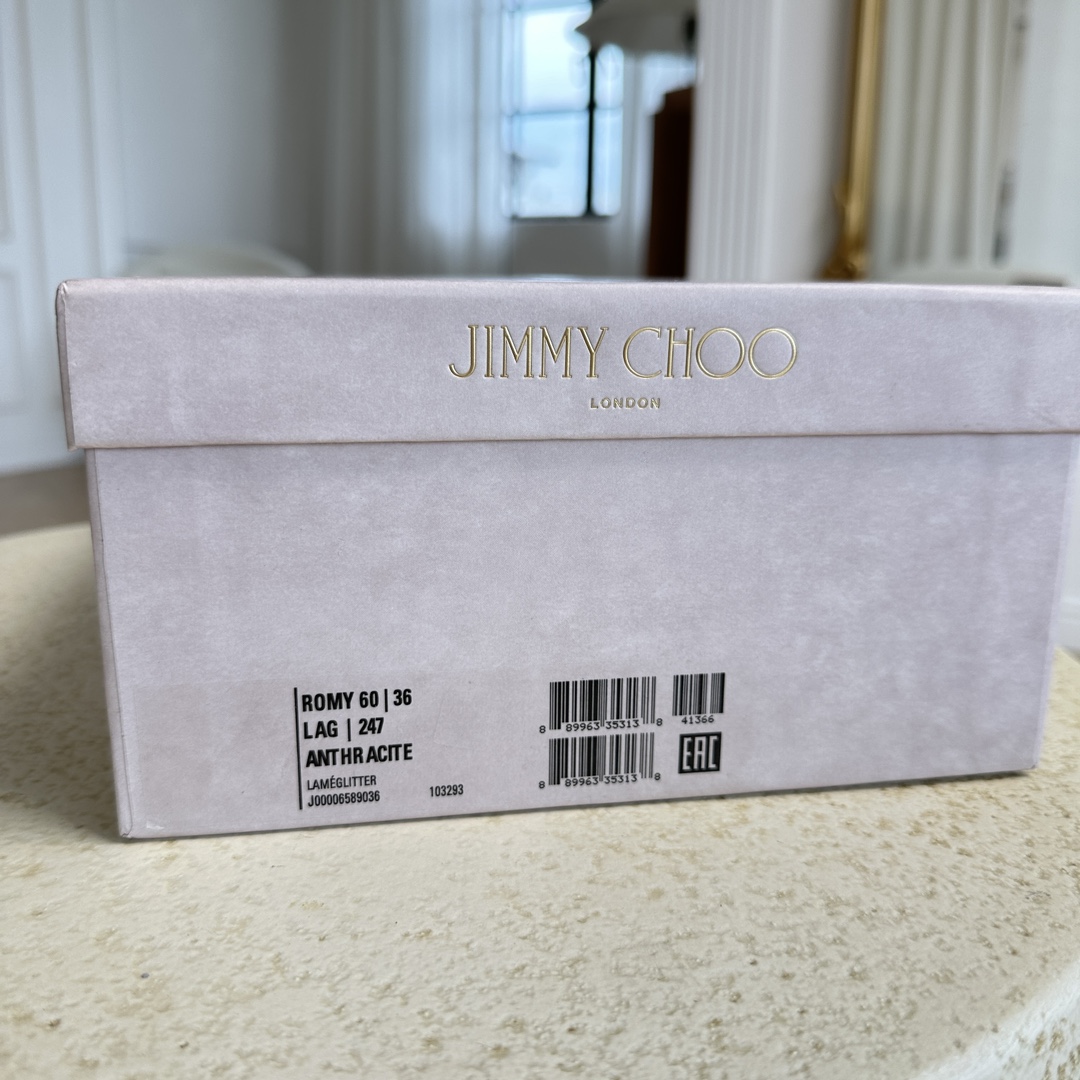 JIMMY CHOO
LONDON
ROMY 60 | 36
LAG | 247
ANTHRACITE
LAMÉGLITTER
J00006589036 103293
8 89963 35313 8
41366
8 89963 35313 8
EAC